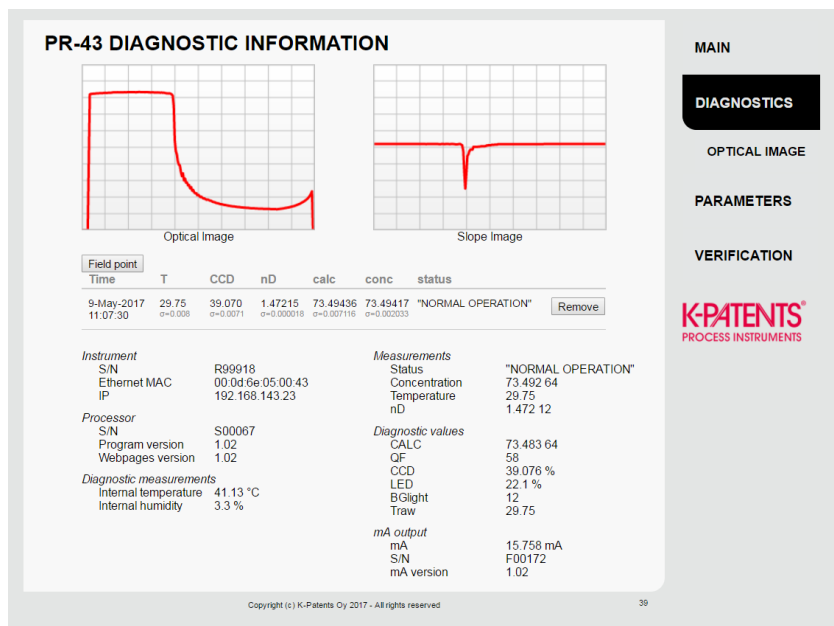 PR-43 DIAGNOSTIC INFORMATION
Optical Image
Slope Image
Field point
Time T CCD nD calc conc status
9-May-2017 29.75 39.070 1.47215 73.49436 73.49417 "NORMAL OPERATION" Remove
11:07:30 σ=0.008 σ=0.0071 σ=0.000018 σ=0.007116 σ=0.002033
Instrument
S/N R99918
Ethernet MAC 00:0d:6e:05:00:43
IP 192.168.143.23
Processor
S/N S00067
Program version 1.02
Webpages version 1.02
Diagnostic measurements
Internal temperature 41.13 °C
Internal humidity 3.3 %
Measurements
Status "NORMAL OPERATION"
Concentration 73.492 64
Temperature 29.75
nD 1.472 12
Diagnostic values
CALC 73.483 64
QF 58
CCD 39.076 %
LED 22.1 %
BGlight 12
Traw 29.75
mA output
mA 15.758 mA
S/N F00172
mA version 1.02
MAIN
DIAGNOSTICS
OPTICAL IMAGE
PARAMETERS
VERIFICATION
K-PATENTS®
PROCESS INSTRUMENTS
Copyright (c) K-Patents Oy 2017 - All rights reserved
39